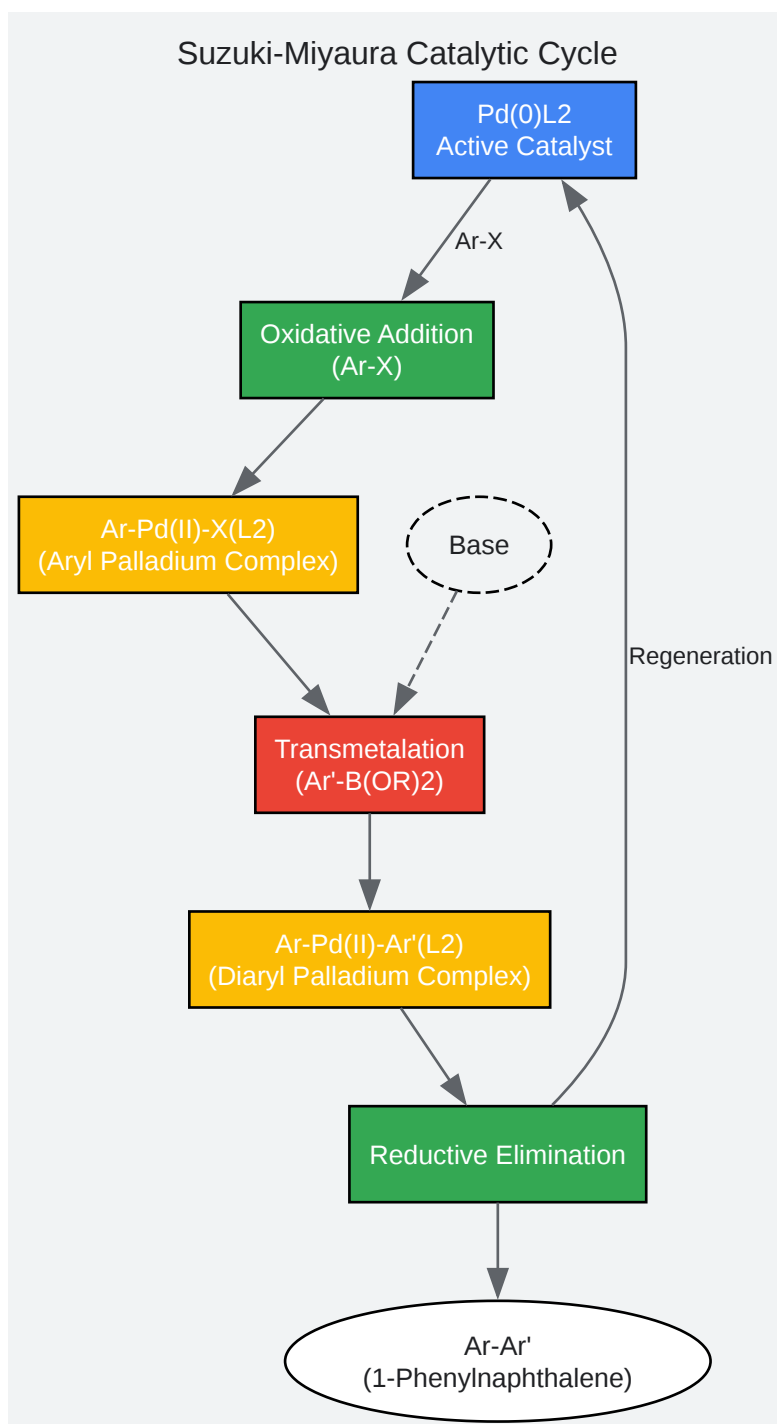 Suzuki-Miyaura Catalytic Cycle
Pd(0)L2
Active Catalyst
Ar-X
Oxidative Addition
(Ar-X)
Ar-Pd(II)-X(L2)
(Aryl Palladium Complex)
Base
Regeneration
Transmetalation
(Ar'-B(OR)2)
Ar-Pd(II)-Ar'(L2)
(Diaryl Palladium Complex)
Reductive Elimination
Ar-Ar'
(1-Phenylnaphthalene)